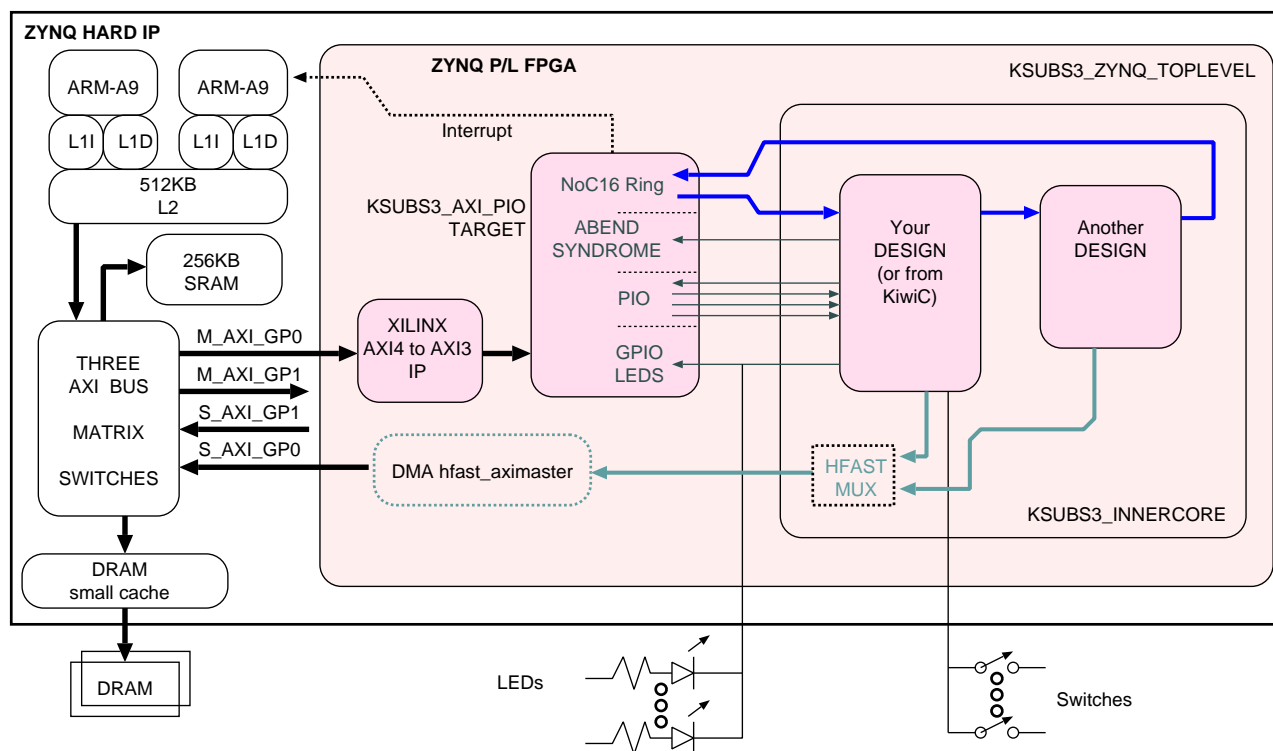 ZYNQ HARD IP
ARM-A9
ARM-A9
L1I
L1D
L1I
L1D
512KB
L2
256KB
SRAM
THREE
AXI BUS
MATRIX
SWITCHES
DRAM
small cache
DRAM
M_AXI_GP0
M_AXI_GP1
S_AXI_GP1
S_AXI_GP0
ZYNQ P/L FPGA
KSUBS3_ZYNQ_TOPLEVEL
Interrupt
KSUBS3_AXI_PIO
TARGET
NoC16 Ring
ABEND
SYNDROME
PIO
GPIO
LEDS
XILINX
AXI4 to AXI3
IP
DMA hfast_aximaster
Your
DESIGN
(or from
KiwiC)
Another
DESIGN
HFAST
MUX
KSUBS3_INNERCORE
LEDs
Switches